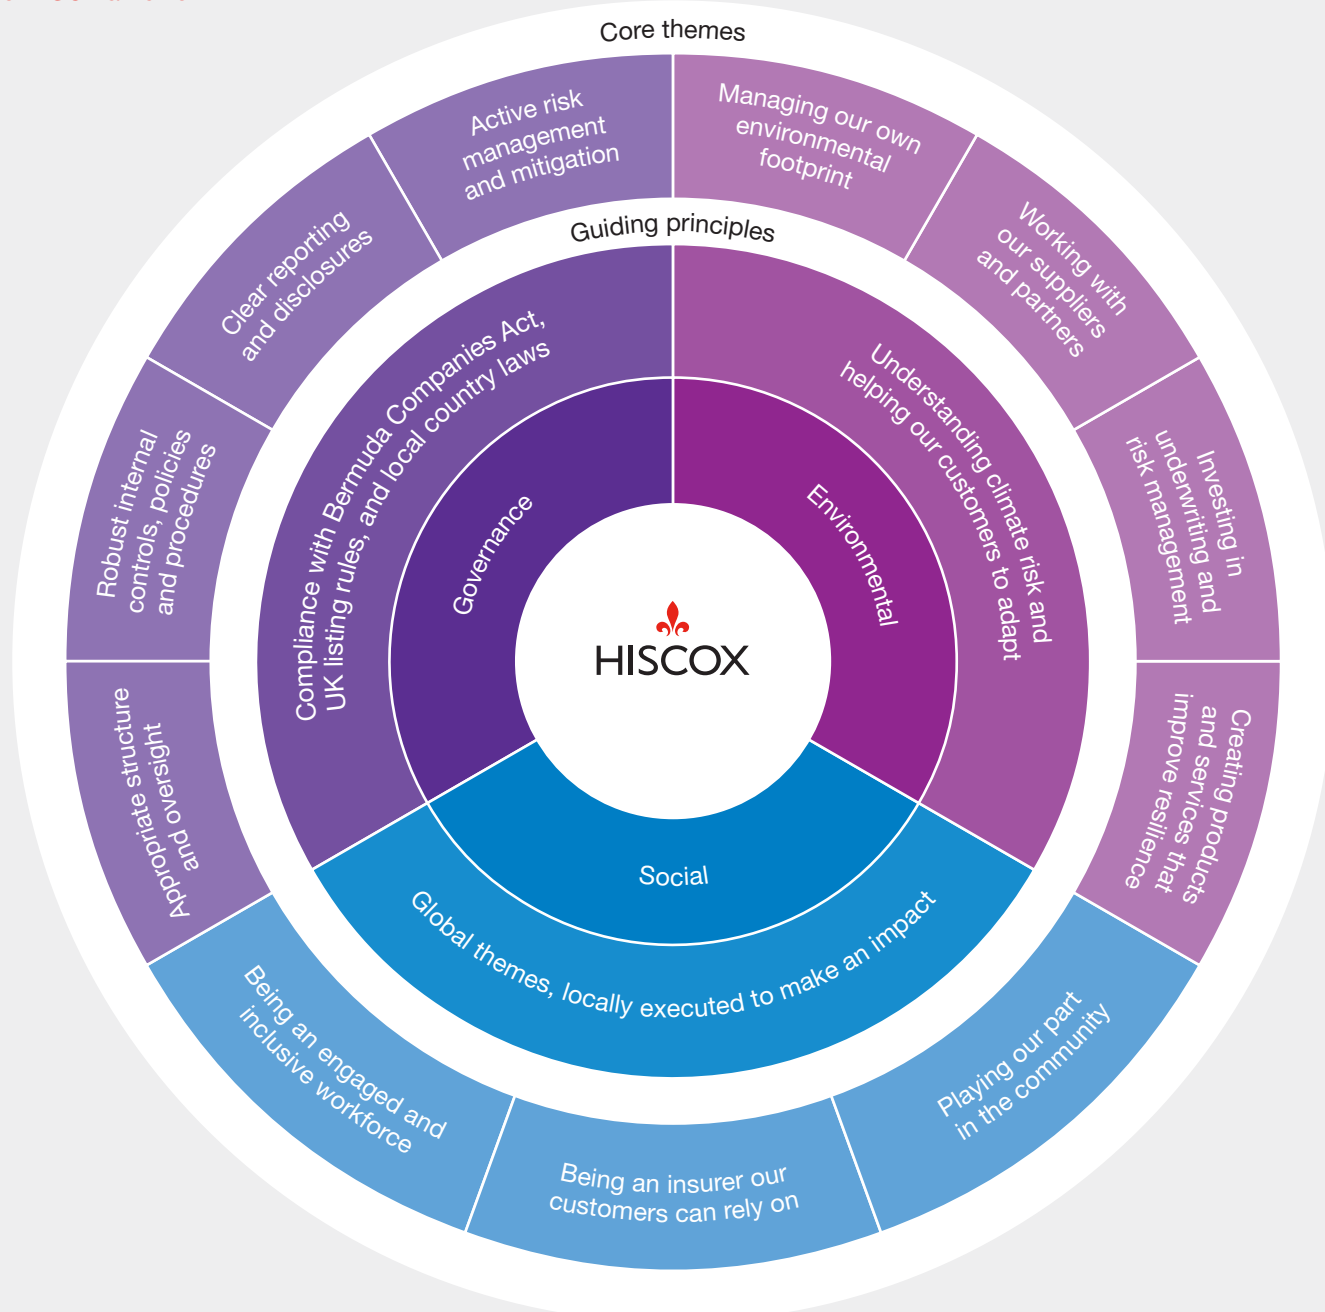 Core themes
Managing our own
environmental
footprint
Working with
our suppliers
and partners
Investing in
underwriting and
risk management
Creating products
and services that
improve resilience
Playing our part
in the community
Being an insurer our
customers can rely on
Being an engaged and
inclusive workforce
Appropriate structure
and oversight
Robust internal
controls, policies
and procedures
Clear reporting
and disclosures
Active risk
management
and mitigation
Guiding principles
Understanding climate risk and
helping our customers to adapt
Global themes, locally executed to make an impact
Compliance with Bermuda Companies Act,
UK listing rules, and local country laws
Environmental
Social
Governance
HISCOX